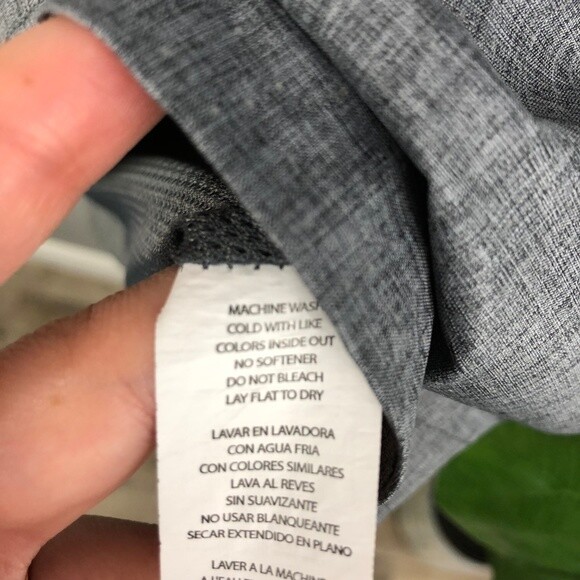 MACHINE WASH
COLD WITH LIKE
COLORS INSIDE OUT
NO SOFTENER
DO NOT BLEACH
LAY FLAT TO DRY
LAVAR EN LAVADORA
CON AGUA FRIA
CON COLORES SIMILARES
LAVA AL REVES
SIN SUAVIZANTE
NO USAR BLANQUEANTE
SECAR EXTENDIDO EN PLANO
LAVER A LA MACHINE